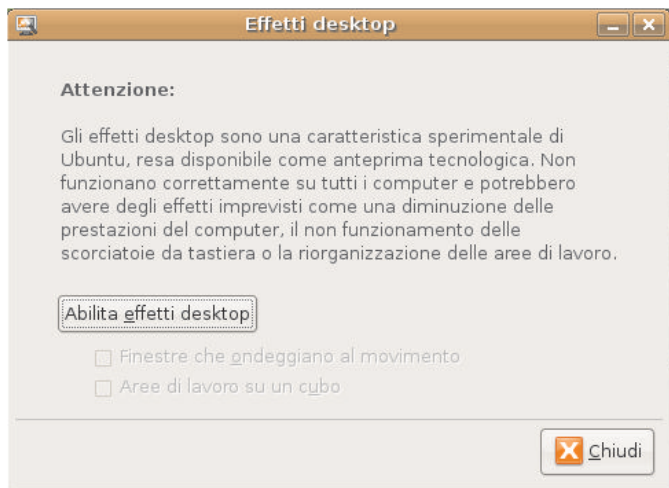 Effetti desktop
Attenzione:
Gli effetti desktop sono una caratteristica sperimentale di
Ubuntu, resa disponibile come anteprima tecnologica. Non
funzionano correttamente su tutti i computer e potrebbero
avere degli effetti imprevisti come una diminuzione delle
prestazioni del computer, il non funzionamento delle
scorciatoie da tastiera o la riorganizzazione delle aree di lavoro.
Abilita effetti desktop
Finestre che ondeggiano al movimento
Aree di lavoro su un cubo
Chiudi